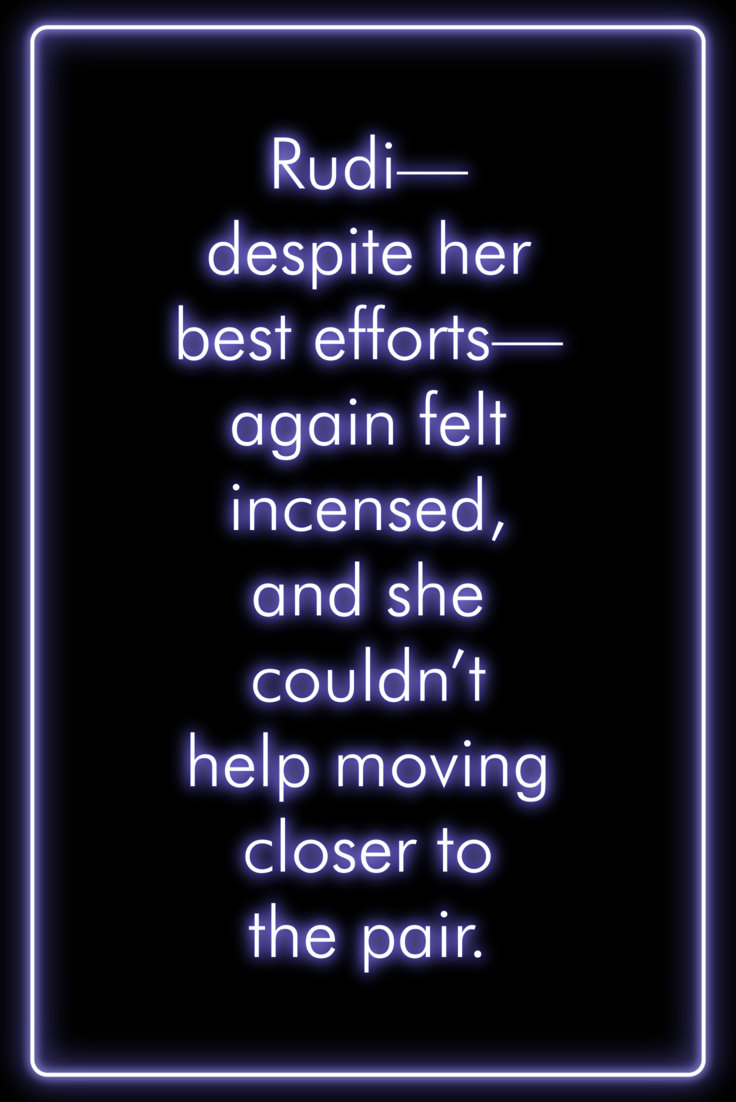 Rudi—
despite her
best efforts—
again felt
incensed,
and she
couldn’t
help moving
closer to
the pair.